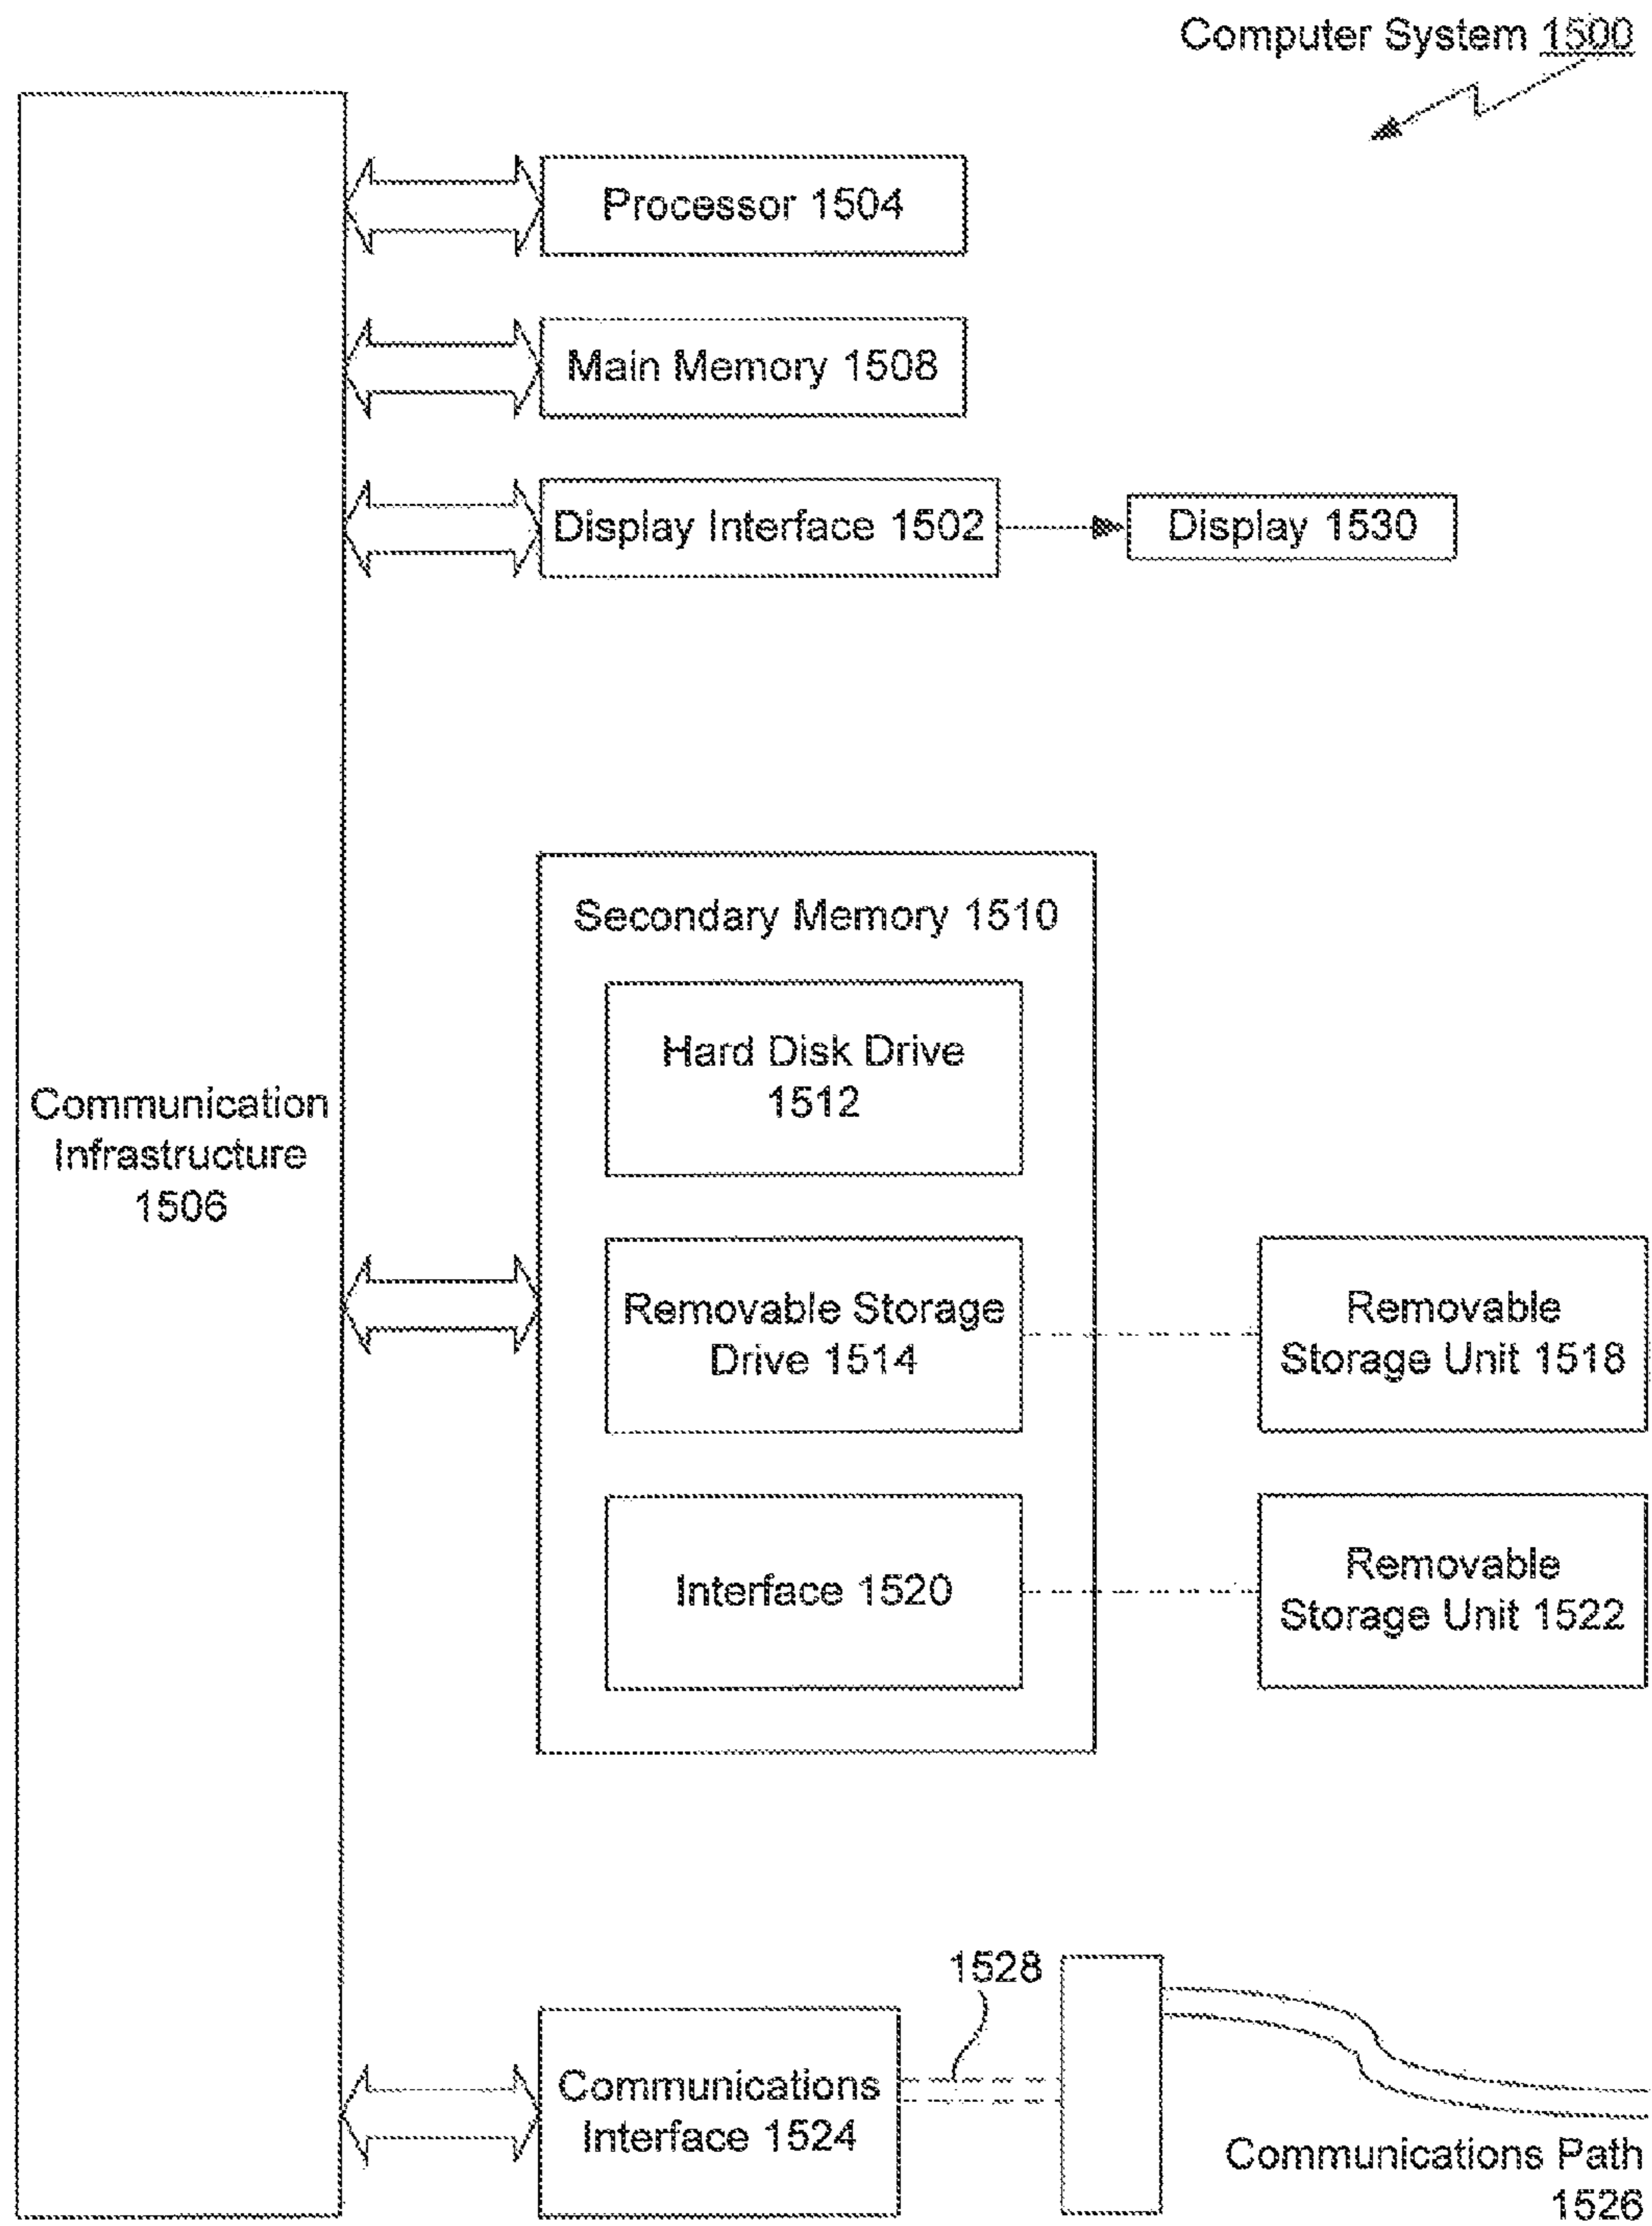 Computer System 1500
Processor 1504
Main Memory 1508
Display Interface 1502
Display 1530
Secondary Memory 1510
Hard Disk Drive
1512
Communication
Infrastructure
1506
Removable Storage
Drive 1514
Removable
Storage Unit 1518
Interface 1520
Removable
Storage Unit 1522
1528
Communications
Interface 1524
Communications Path
1526